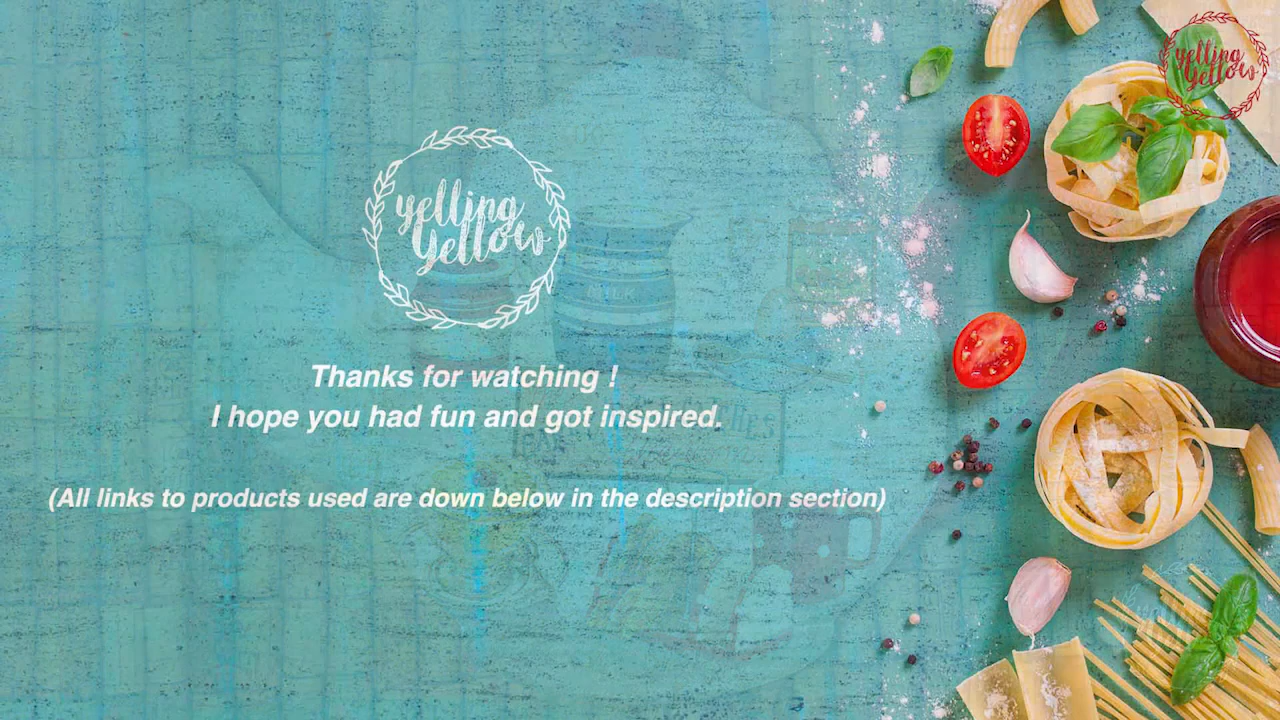 yelling
Yellow
yelling
Yellow
Thanks for watching !
I hope you had fun and got inspired.
(All links to products used are down below in the description section)
MILK